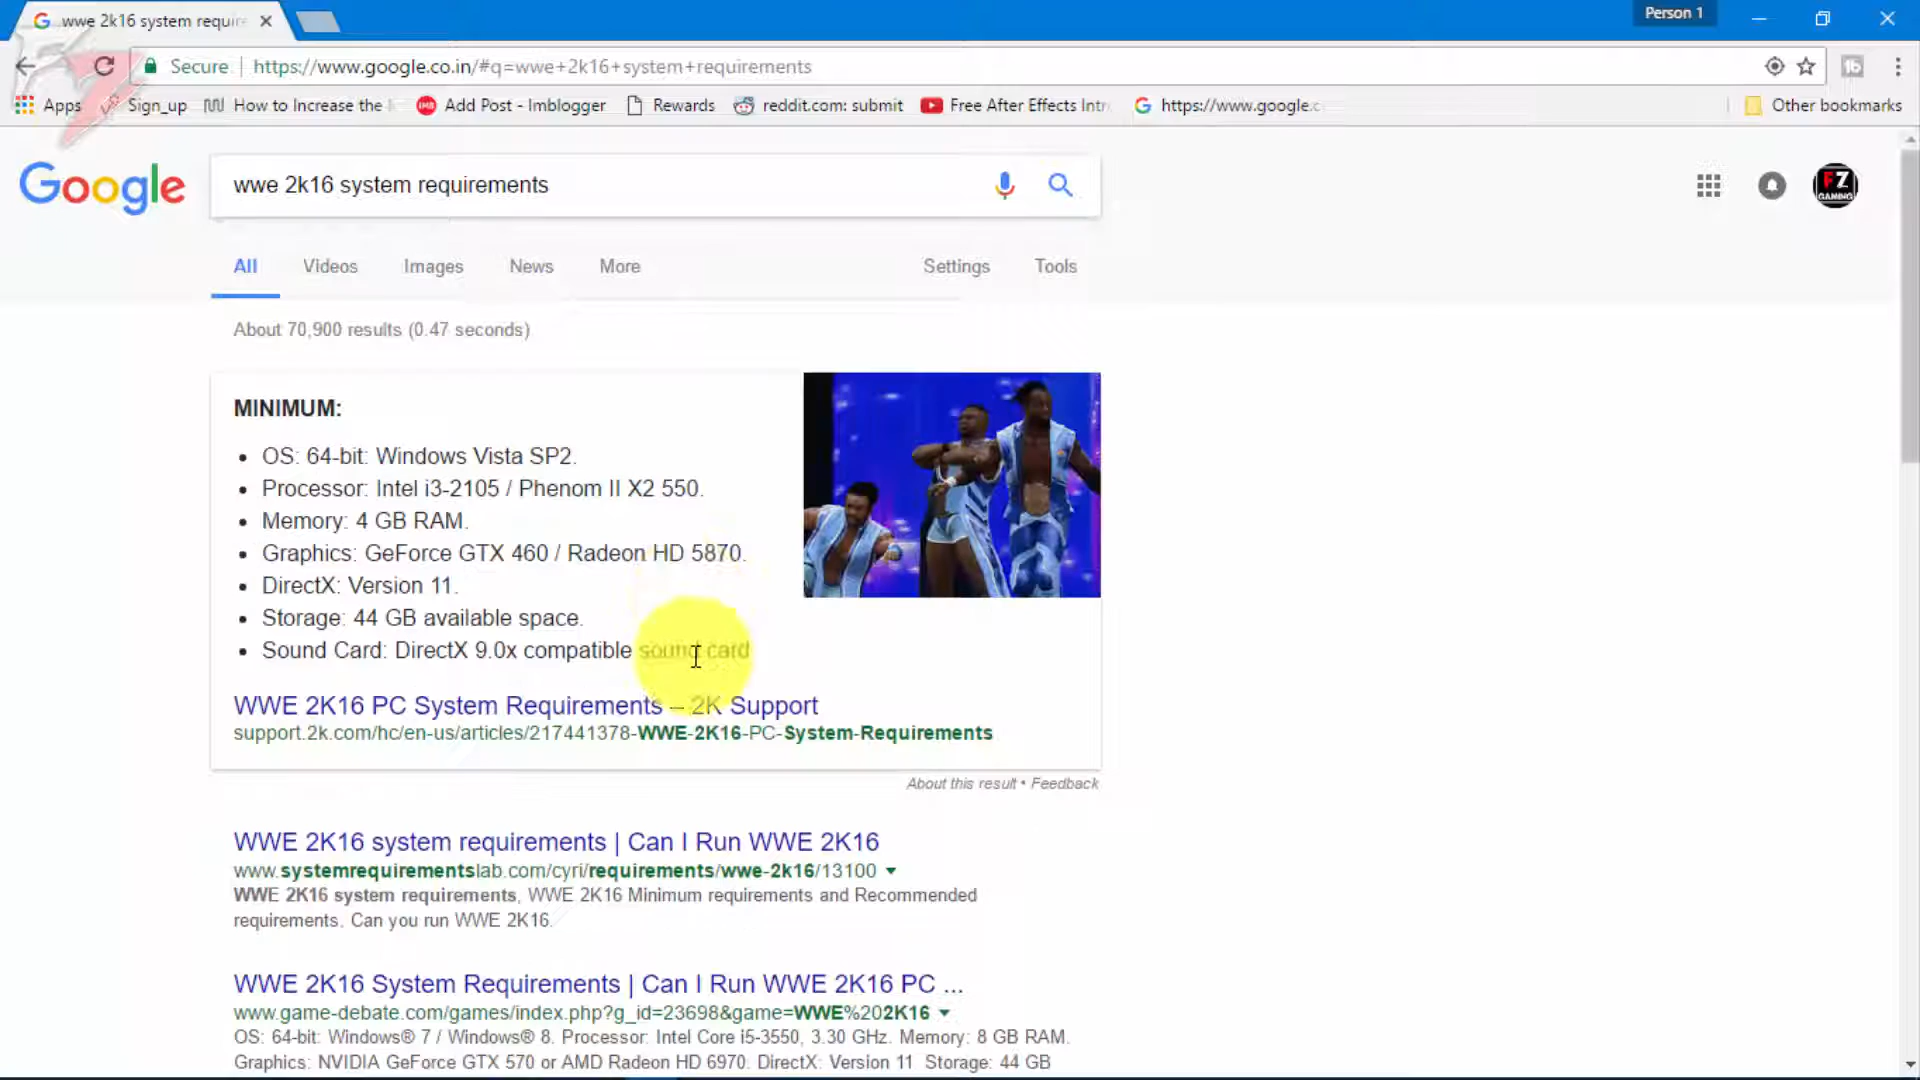 wwe 2k16 system require
Person 1
Secure https://www.google.co.in/#q=wwe+2k16+system+requirements
Apps Sign_up How to Increase the Add Post - Imblogger Rewards reddit.com: submit Free After Effects Intr https://www.google.c Other bookmarks
Google
wwe 2k16 system requirements
FZ
GAMING
All Videos Images News More Settings Tools
About 70,900 results (0.47 seconds)
MINIMUM:
• OS: 64-bit: Windows Vista SP2.
• Processor: Intel i3-2105 / Phenom II X2 550.
• Memory: 4 GB RAM.
• Graphics: GeForce GTX 460 / Radeon HD 5870.
• DirectX: Version 11.
• Storage: 44 GB available space.
• Sound Card: DirectX 9.0x compatible sound card
WWE 2K16 PC System Requirements – 2K Support
support.2k.com/hc/en-us/articles/217441378-WWE-2K16-PC-System-Requirements
About this result • Feedback
WWE 2K16 system requirements | Can I Run WWE 2K16
www.systemrequirementslab.com/cyri/requirements/wwe-2k16/13100
WWE 2K16 system requirements, WWE 2K16 Minimum requirements and Recommended
requirements, Can you run WWE 2K16.
WWE 2K16 System Requirements | Can I Run WWE 2K16 PC ...
www.game-debate.com/games/index.php?g_id=23698&game=WWE%202K16
OS: 64-bit: Windows® 7 / Windows® 8. Processor: Intel Core i5-3550, 3.30 GHz. Memory: 8 GB RAM.
Graphics: NVIDIA GeForce GTX 570 or AMD Radeon HD 6970. DirectX: Version 11 Storage: 44 GB